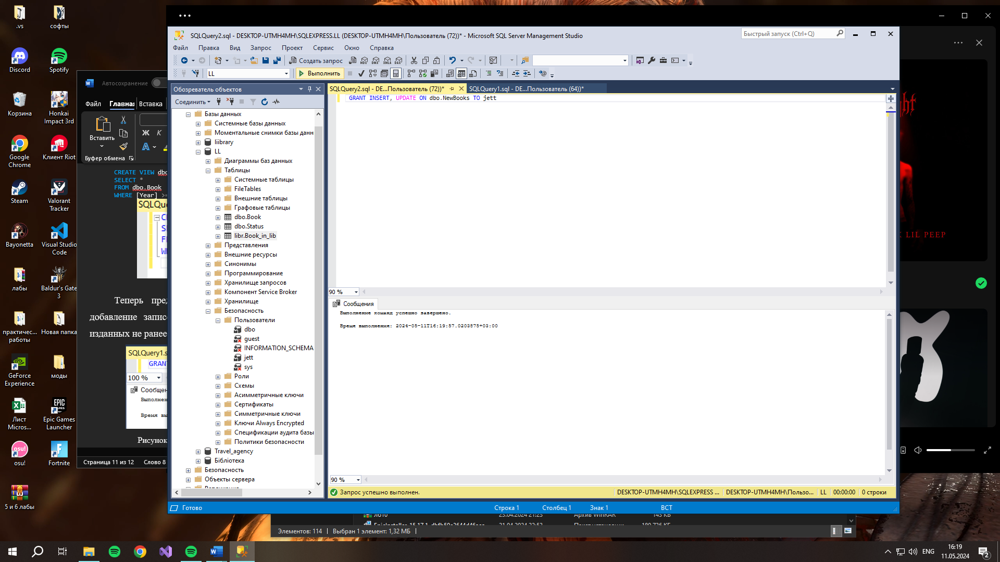 .vs
софты
Discord
Spotify
Корзина
Honkai Impact 3rd
Google Chrome
Клиент Riot
Steam
Valorant Tracker
Bayonetta
Visual Studio Code
лабы
Baldur's Gate 3
практичес... работы
Новая папка
GeForce Experience
моды
Лист Micros...
Epic Games Launcher
osu!
Fortnite
5 и 6 лабы
Автосохранение
Файл Главная Вставка
Вставить
Ж К
Буфер обмена
CREATE VIEW dbo
SELECT *
FROM dbo.Book
WHERE [Year] >=
Теперь пред
добавление записе
изданных не ранее
SQLQuery1.s
GRANT
100 %
Сообщен
Выполнен
Время вы
Рисунок
Страница 11 из 12 Слово 8
SQLQuery2.sql - DESKTOP-UTMH4MH\SQLEXPRESS.LL (DESKTOP-UTMH4MH\Пользователь (72))* - Microsoft SQL Server Management Studio
Быстрый запуск (Ctrl+Q)
Файл Правка Вид Запрос Проект Сервис Окно Справка
Создать запрос
LL
Выполнить
Обозреватель объектов
Соединить
Базы данных
Системные базы данных
Моментальные снимки базы данн
liibrary
LL
Диаграммы баз данных
Таблицы
Системные таблицы
FileTables
Внешние таблицы
Графовые таблицы
dbo.Book
dbo.Status
libr.Book_in_lib
Представления
Внешние ресурсы
Синонимы
Программирование
Хранилище запросов
Компонент Service Broker
Хранилище
Безопасность
Пользователи
dbo
guest
INFORMATION_SCHEMA
jett
sys
Роли
Схемы
Асимметричные ключи
Сертификаты
Симметричные ключи
Ключи Always Encrypted
Спецификации аудита базы
Политики безопасности
Travel_agency
Бібліотека
Безопасность
Объекты сервера
SQLQuery2.sql - DE...Пользователь (72))*
SQLQuery1.sql - DE...Пользователь (64))*
GRANT INSERT, UPDATE ON dbo.NewBooks TO jett
90 %
Сообщения
Выполнение команд успешно завершено.
Время выполнения: 2024-05-11T16:19:57.0203875+03:00
90 %
Запрос успешно выполнен.
DESKTOP-UTMH4MH\SQLEXPRESS ... DESKTOP-UTMH4MH\Пользо... LL 00:00:00 0 строки
Готово
Строка 1 Столбец 1 Знак 1 ВСТ
LIL PEEP
Элементов: 114 Выбран 1 элемент: 1,32 МБ
ENG
16:19
11.05.2024
2